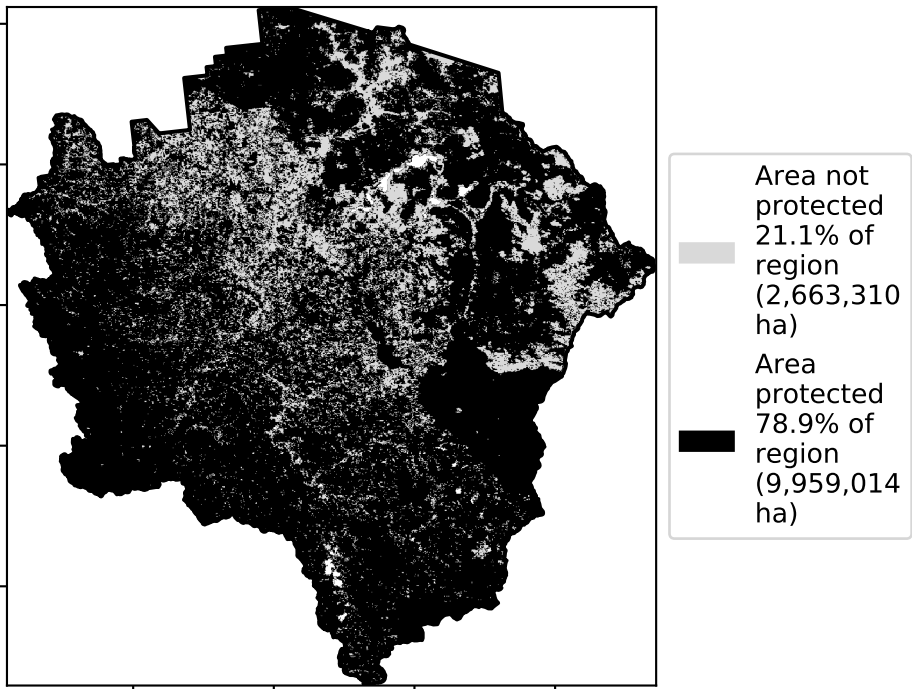 Area not
protected
21.1% of
region
(2,663,310
ha)
Area
protected
78.9% of
region
(9,959,014
ha)